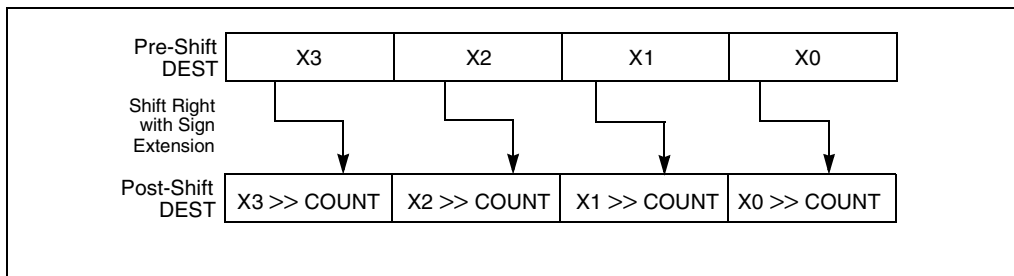 Pre-Shift
DEST
X3 X2 X1 X0
Shift Right
with Sign
Extension
Post-Shift
DEST
X3 >> COUNT X2 >> COUNT X1 >> COUNT X0 >> COUNT